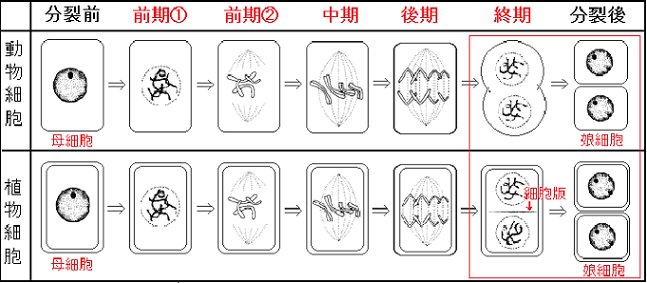 分裂前 前期① 前期② 中期 後期 終期 分裂後
動物細胞
母細胞 娘細胞
植物細胞
細胞版
母細胞 娘細胞